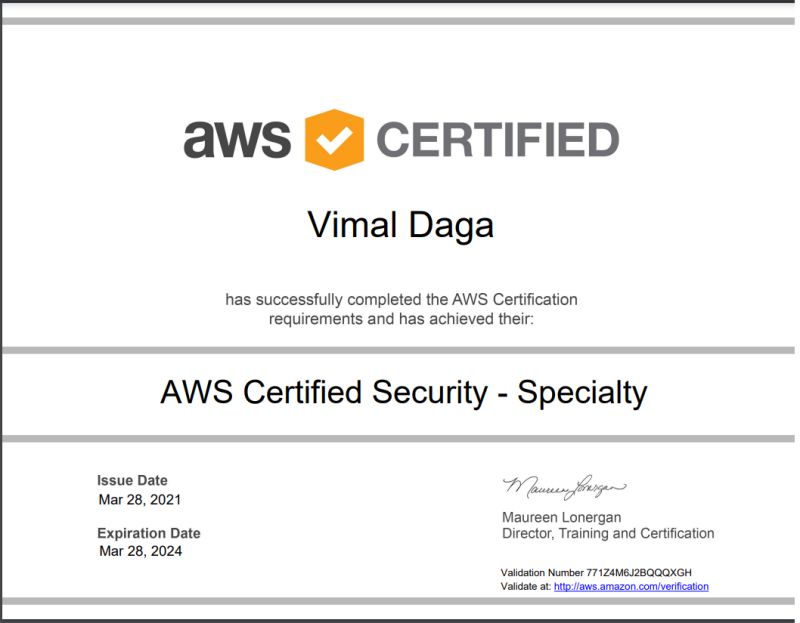 aws CERTIFIED
Vimal Daga
has successfully completed the AWS Certification
requirements and has achieved their:
AWS Certified Security - Specialty
Issue Date
Mar 28, 2021
Expiration Date
Mar 28, 2024
Maureen Lonergan
Maureen Lonergan
Director, Training and Certification
Validation Number 771Z4M6J2BQQQXGH
Validate at: http://aws.amazon.com/verification